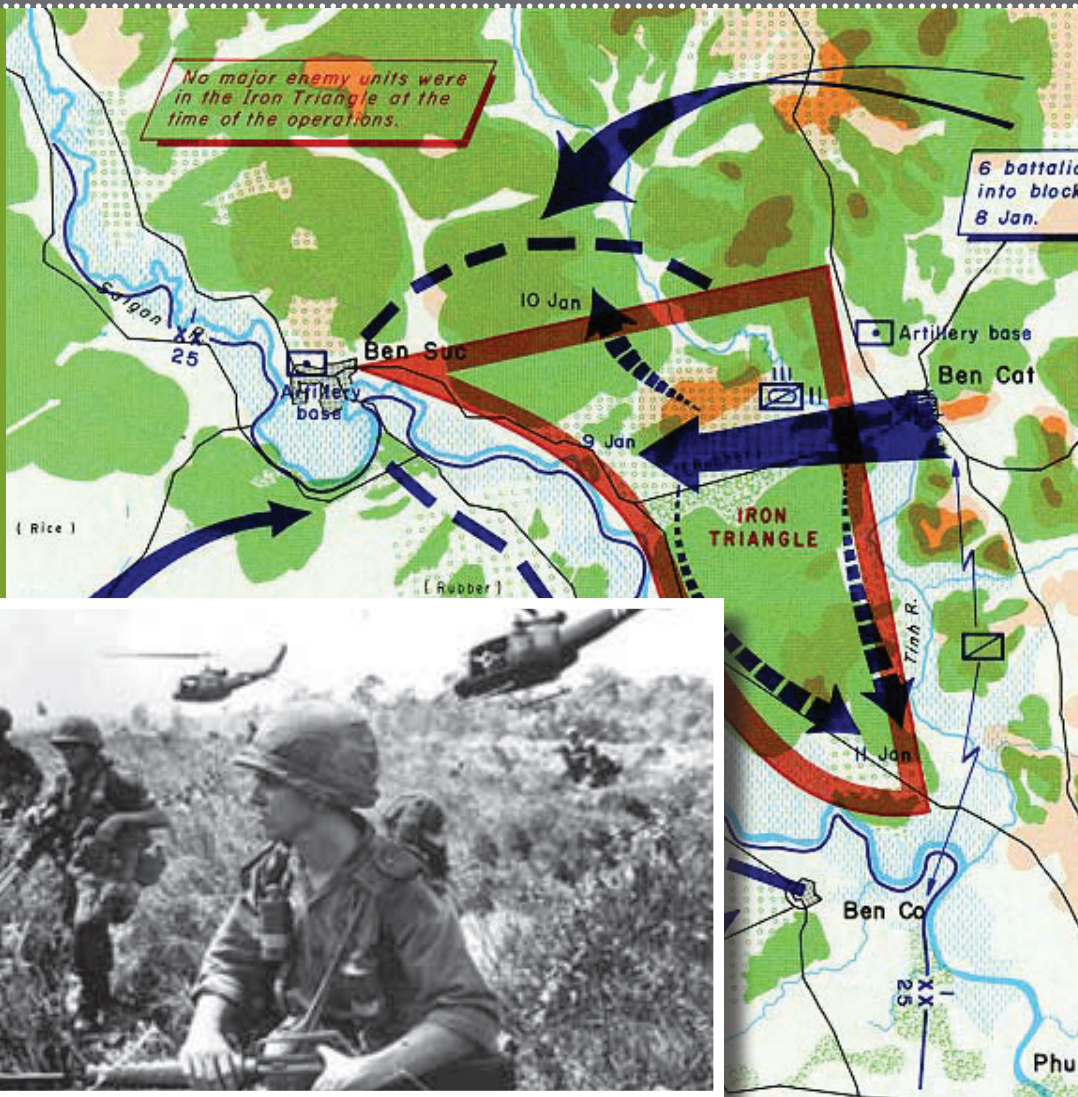 No major enemy units were
in the Iron Triangle at the
time of the operations.
6 battalio
into block
8 Jan.
Saigon R.
I
XX
25
10 Jan
Artillery base
Ben Suc
Artillery
base
Ben Cat
III
II
9 Jan
( Rice )
IRON
TRIANGLE
( Rubber )
Tinh R.
11 Jan
Ben Co
I
XX
25
Phu